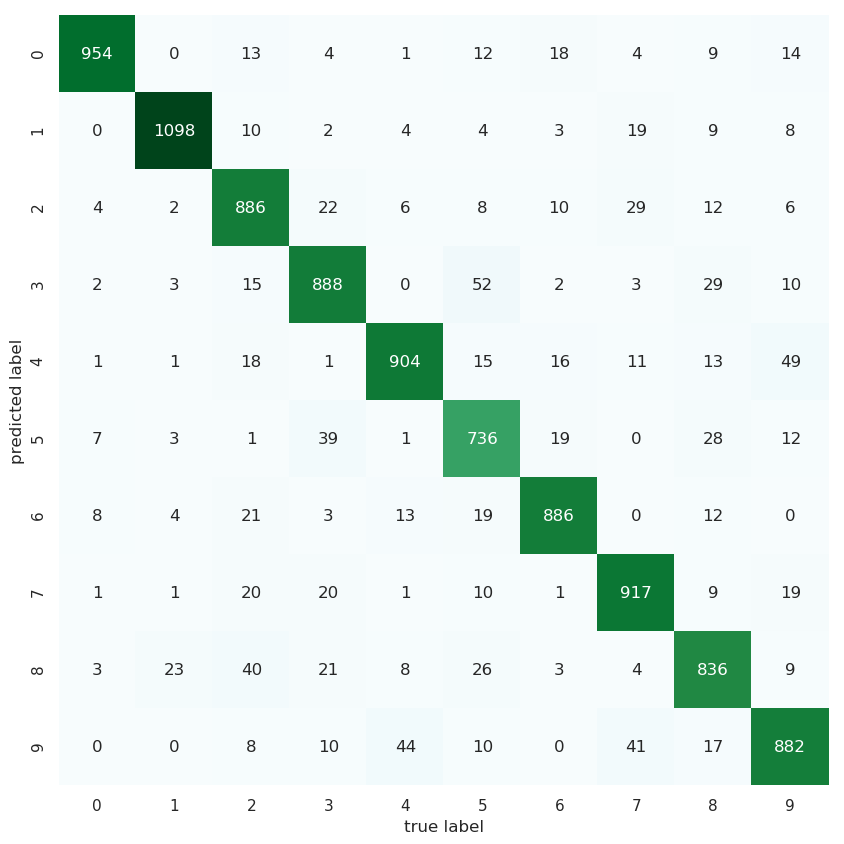 0 954 0 13 4 1 12 18 4 9 14
1 0 1098 10 2 4 4 3 19 9 8
2 4 2 886 22 6 8 10 29 12 6
3 2 3 15 888 0 52 2 3 29 10
4 1 1 18 1 904 15 16 11 13 49
5 7 3 1 39 1 736 19 0 28 12
6 8 4 21 3 13 19 886 0 12 0
7 1 1 20 20 1 10 1 917 9 19
8 3 23 40 21 8 26 3 4 836 9
9 0 0 8 10 44 10 0 41 17 882
predicted label
0 1 2 3 4 5 6 7 8 9
true label